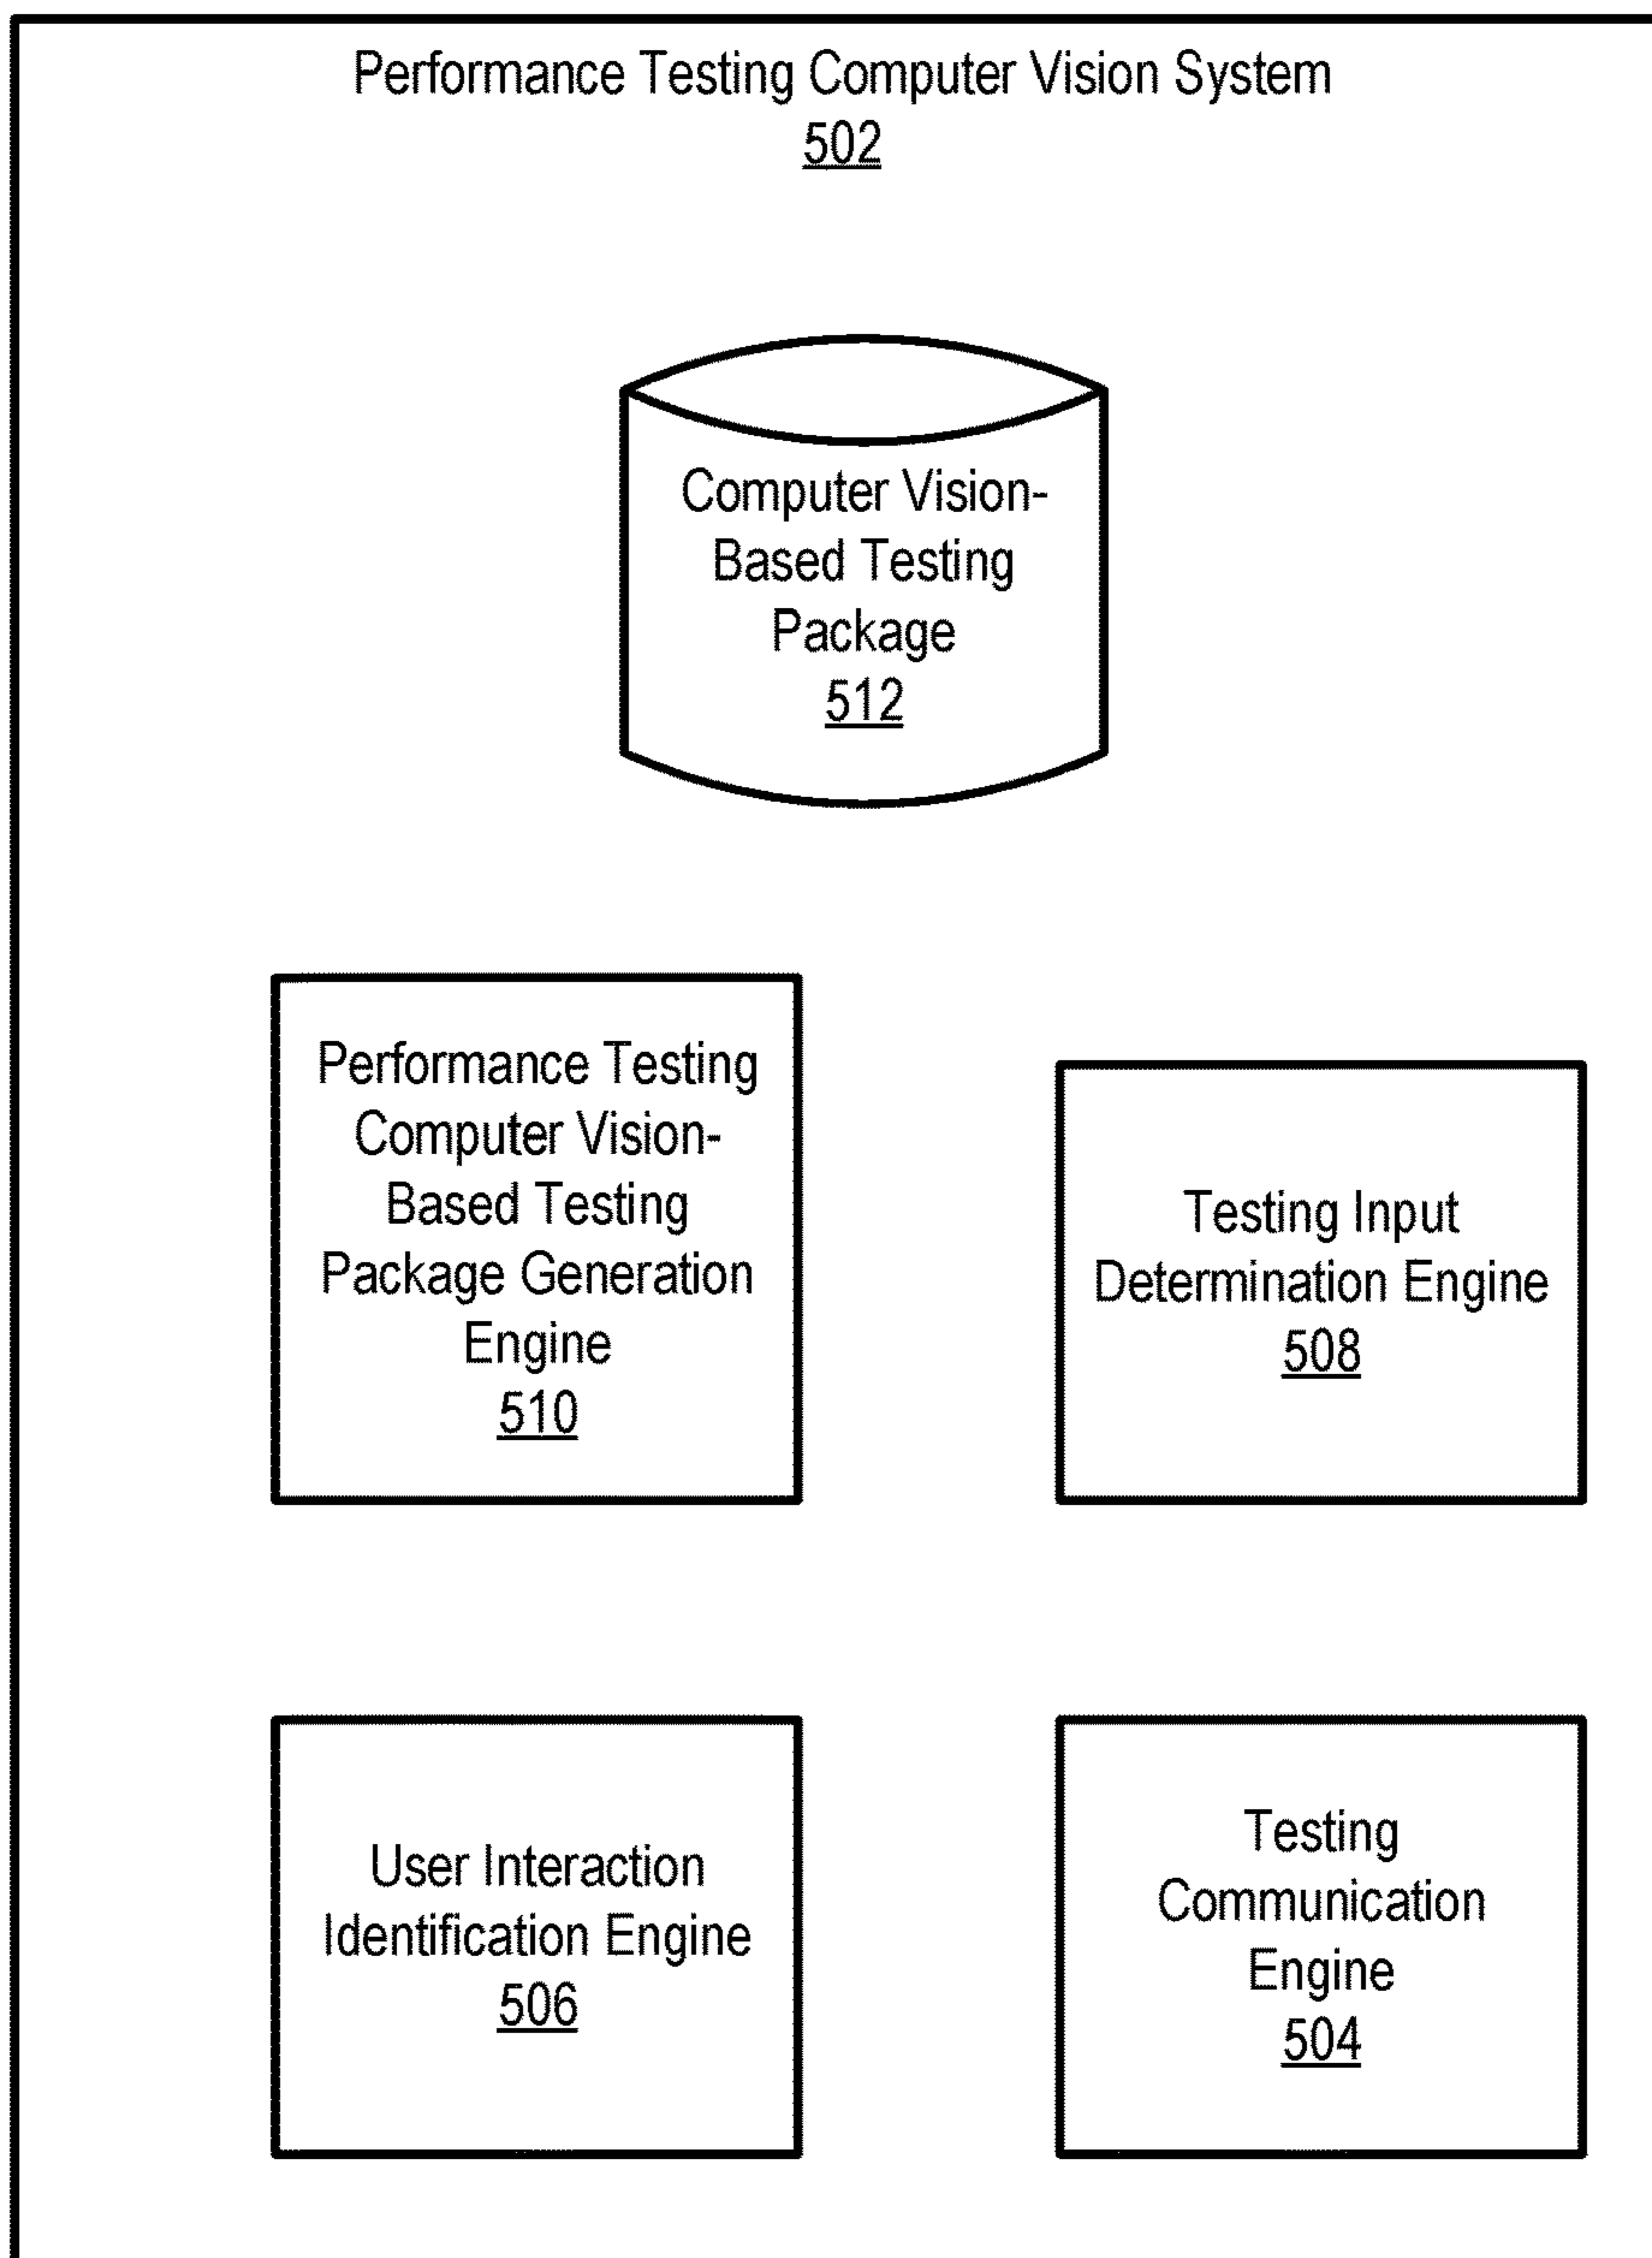 Performance Testing Computer Vision System
502
Computer Vision-
Based Testing
Package
512
Performance Testing
Computer Vision-
Based Testing
Package Generation
Engine
510
Testing Input
Determination Engine
508
User Interaction
Identification Engine
506
Testing
Communication
Engine
504